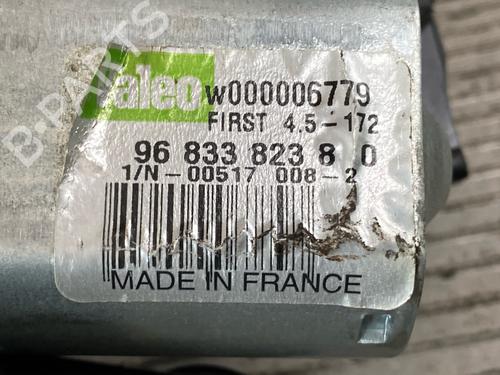 B-PARTS
Valeo
W000006779
FIRST 4.5-172
96 833 823 8 0
1/N-00517 008-2
MADE IN FRANCE